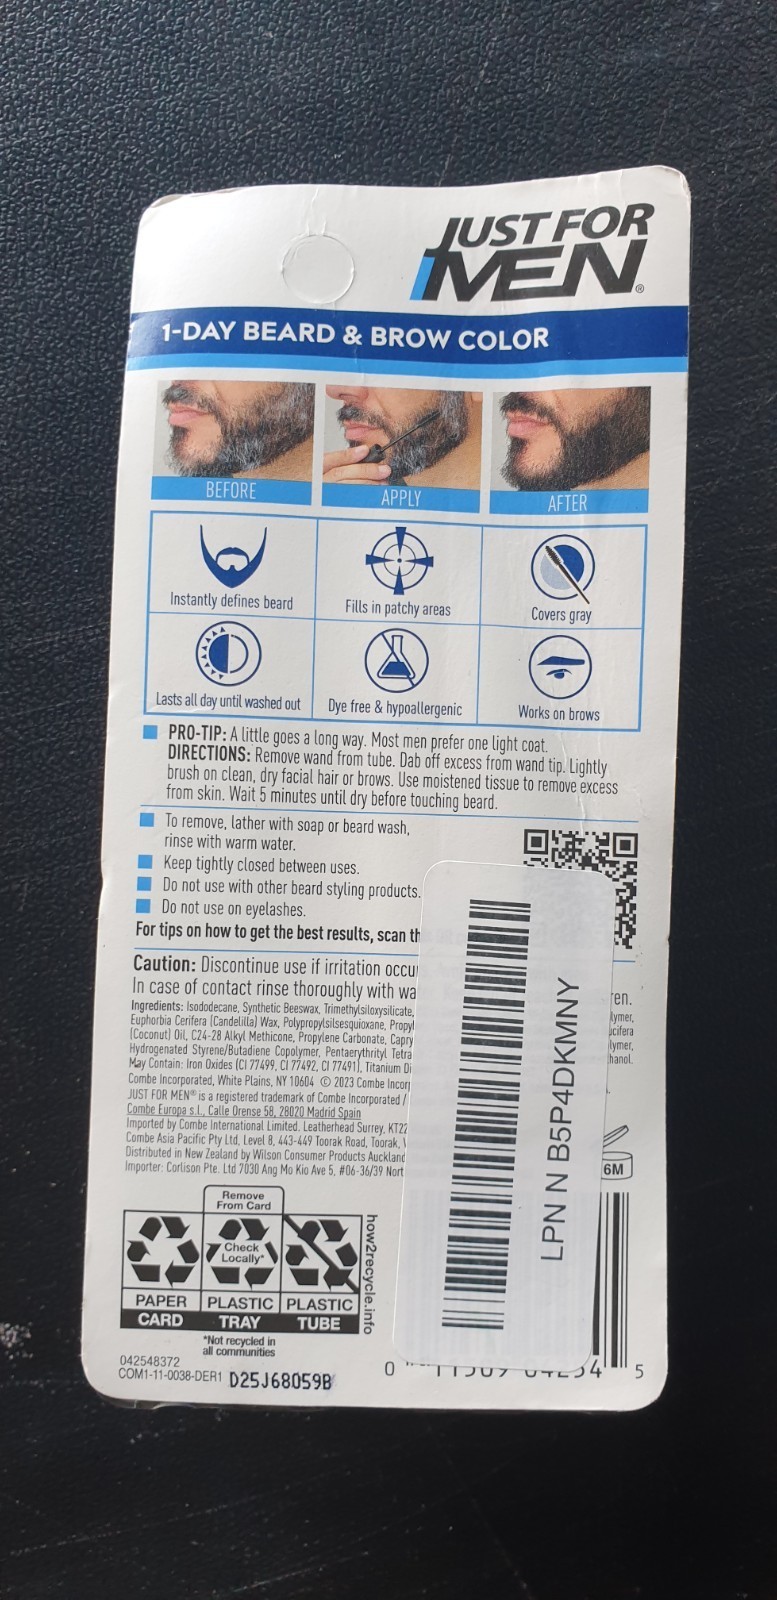 JUST FOR
MEN®
1-DAY BEARD & BROW COLOR
BEFORE
APPLY
AFTER
Instantly defines beard
Fills in patchy areas
Covers gray
Lasts all day until washed out
Dye free & hypoallergenic
Works on brows
PRO-TIP: A little goes a long way. Most men prefer one light coat.
DIRECTIONS: Remove wand from tube. Dab off excess from wand tip. Lightly
brush on clean, dry facial hair or brows. Use moistened tissue to remove excess
from skin. Wait 5 minutes until dry before touching beard.
To remove, lather with soap or beard wash,
rinse with warm water.
Keep tightly closed between uses.
Do not use with other beard styling products.
Do not use on eyelashes.
For tips on how to get the best results, scan
Caution: Discontinue use if irritation
In case of contact rinse thoroughly with
Ingredients: Isododecane, Synthetic Beeswax, Trimethylsiloxysilicate,
Euphorbia Cerifera (Candelilla) Wax, Polypropylsilsesquioxane,
(Coconut) Oil, C24-28 Alkyl Methicone, Propylene Carbonate,
Hydrogenated Styrene/Butadiene Copolymer, Pentaerythrityl
May Contain: Iron Oxides (CI 77499, CI 77492, CI 77491), Titanium
Combe Incorporated, White Plains, NY 10604 © 2023 Combe
JUST FOR MEN® is a registered trademark of Combe Incorporated /
Combe Europa s.l., Calle Orense 58, 28020 Madrid Spain
Imported by Combe International Limited, Leatherhead Surrey, KT22
Combe Asia Pacific Pty Ltd, Level 8, 443-449 Toorak Road, Toorak,
Distributed in New Zealand by Wilson Consumer Products Auckland
Importer: Corlison Pte. Ltd 7030 Ang Mo Kio Ave 5, #06-36/39
6M
LPN N B5P4DKMNY
Remove
From Card
Check
Locally*
PAPER
CARD
PLASTIC
TRAY
PLASTIC
TUBE
how2recycle.info
*Not recycled in
all communities
042548372
COM1-11-0038-DER1 D25J68059B
0
5